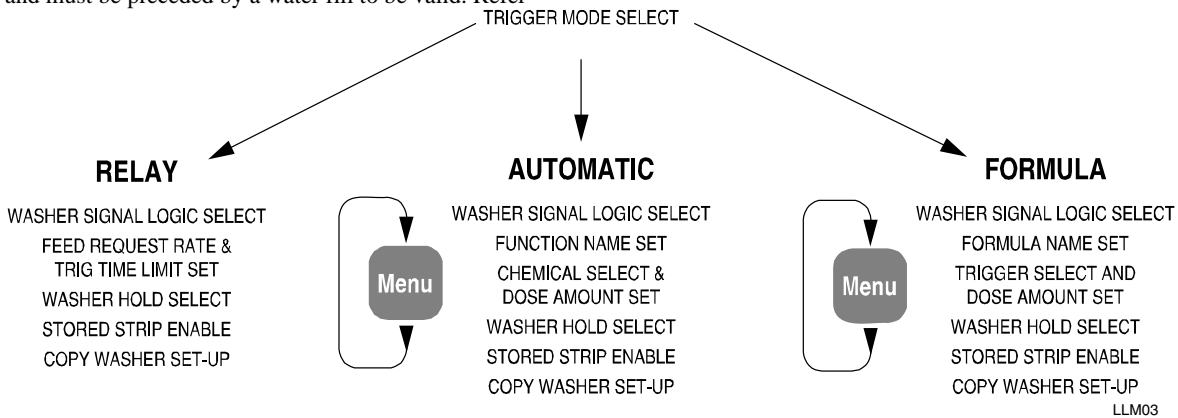 and must be preceded by a water fill to be valid. Refer
TRIGGER MODE SELECT
RELAY
WASHER SIGNAL LOGIC SELECT
FEED REQUEST RATE &
TRIG TIME LIMIT SET
WASHER HOLD SELECT
STORED STRIP ENABLE
COPY WASHER SET-UP
Menu
AUTOMATIC
WASHER SIGNAL LOGIC SELECT
FUNCTION NAME SET
CHEMICAL SELECT &
DOSE AMOUNT SET
WASHER HOLD SELECT
STORED STRIP ENABLE
COPY WASHER SET-UP
Menu
FORMULA
WASHER SIGNAL LOGIC SELECT
FORMULA NAME SET
TRIGGER SELECT AND
DOSE AMOUNT SET
WASHER HOLD SELECT
STORED STRIP ENABLE
COPY WASHER SET-UP
LLM03